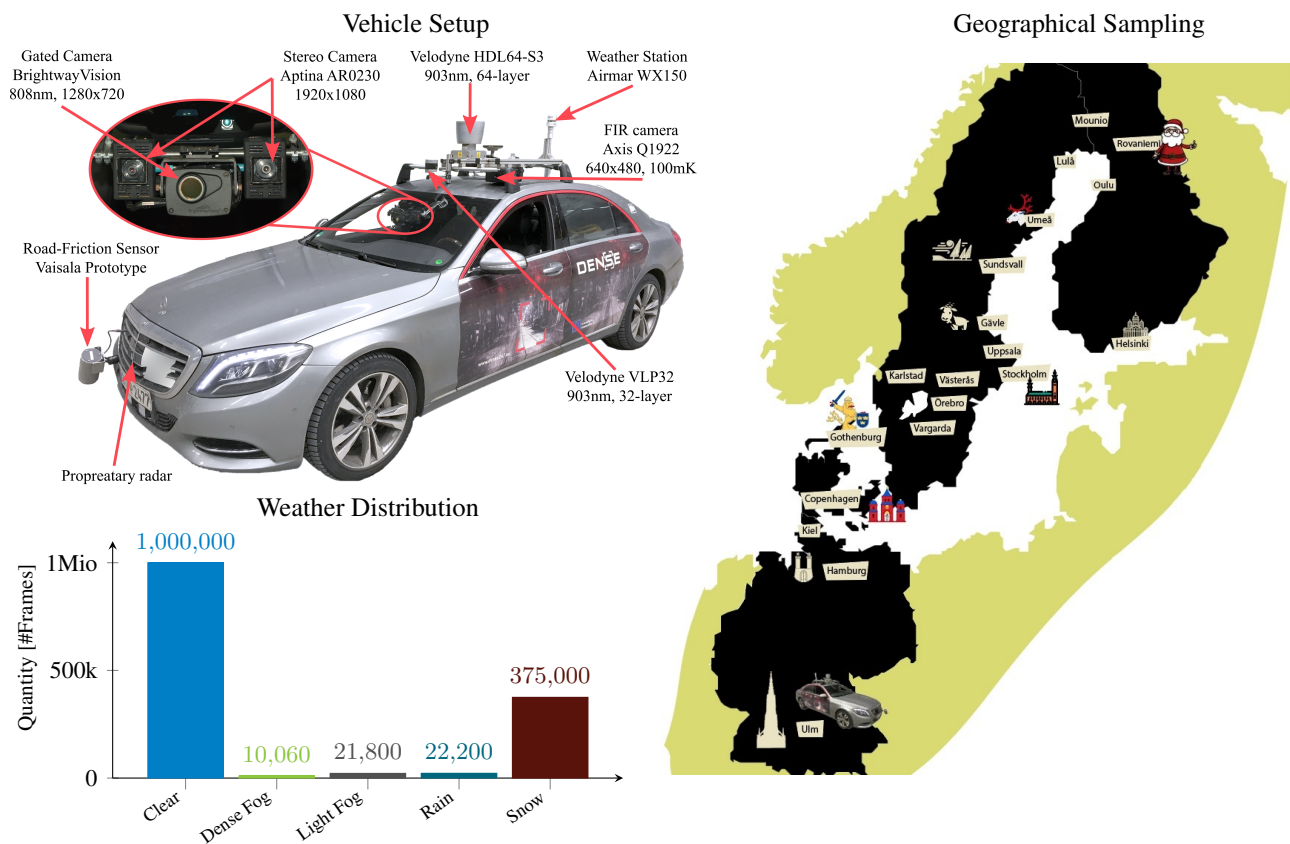 Vehicle Setup
Gated Camera
BrightwayVision
808nm, 1280x720
Stereo Camera
Aptina AR0230
1920x1080
Velodyne HDL64-S3
903nm, 64-layer
Weather Station
Airmar WX150
FIR camera
Axis Q1922
640x480, 100mK
Road-Friction Sensor
Vaisala Prototype
DENSE
Velodyne VLP32
903nm, 32-layer
Propreatary radar
Weather Distribution
Quantity [#Frames]
1Mio
500k
0
1,000,000
10,060
21,800
22,200
375,000
Clear
Dense Fog
Light Fog
Rain
Snow
Geographical Sampling
Mounio
Rovaniemi
Lulå
Oulu
Umeå
Sundsvall
Gävle
Helsinki
Uppsala
Karlstad
Västerås
Stockholm
Örebro
Vargarda
Gothenburg
Copenhagen
Kiel
Hamburg
Ulm